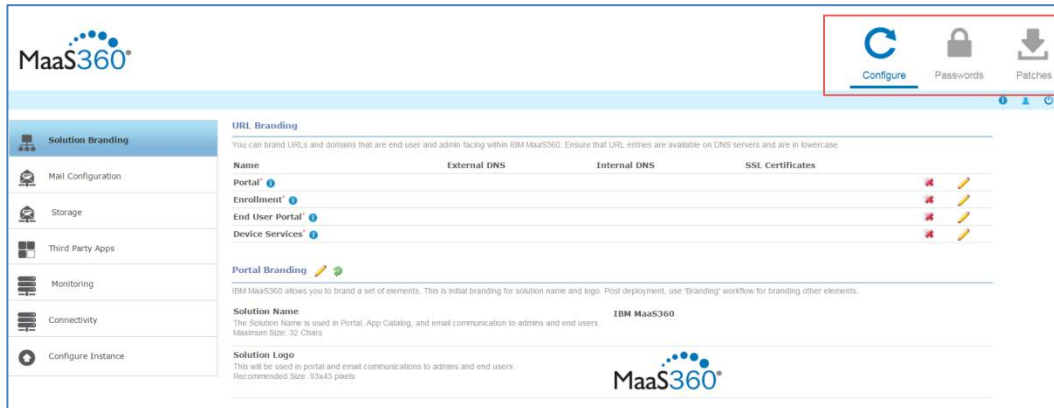 MaaS360®
Configure
Passwords
Patches
Solution Branding
Mail Configuration
Storage
Third Party Apps
Monitoring
Connectivity
Configure Instance
URL Branding
You can brand URLs and domains that are end user and admin facing within IBM MaaS360. Ensure that URL entries are available on DNS servers and are in lowercase.
Name External DNS Internal DNS SSL Certificates
Portal*
Enrollment*
End User Portal*
Device Services*
Portal Branding
IBM MaaS360 allows you to brand a set of elements. This is initial branding for solution name and logo. Post deployment, use 'Branding' workflow for branding other elements.
Solution Name IBM MaaS360
The Solution Name is used in Portal, App Catalog, and email communication to admins and end users.
Maximum Size: 32 Chars
Solution Logo
This will be used in portal and email communications to admins and end users.
Recommended Size: 93x43 pixels
MaaS360®